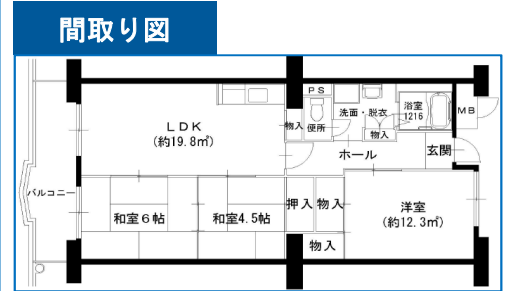 間取り図
PS
浴室
1216
洗面・脱衣
MB
LDK
(約19.8㎡)
物入
便所
物入
ホール
玄関
バルコニー
和室6帖
和室4.5帖
押入
物入
洋室
(約12.3㎡)
物入